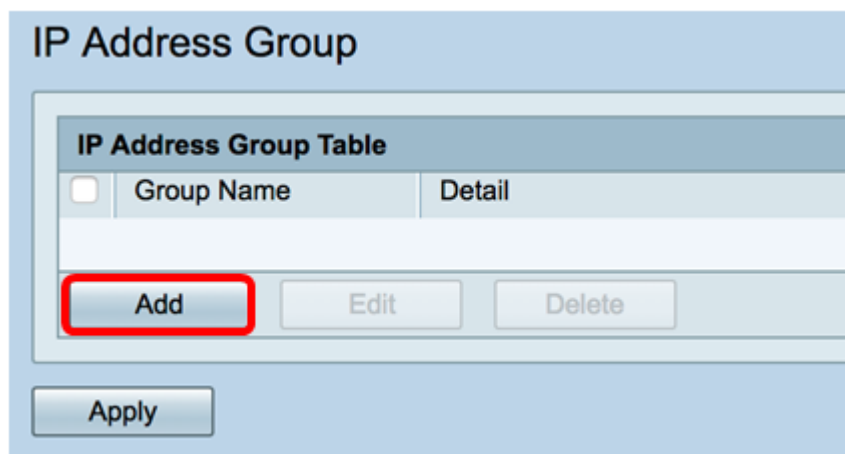 IP Address Group
IP Address Group Table
Group Name Detail
Add Edit Delete
Apply